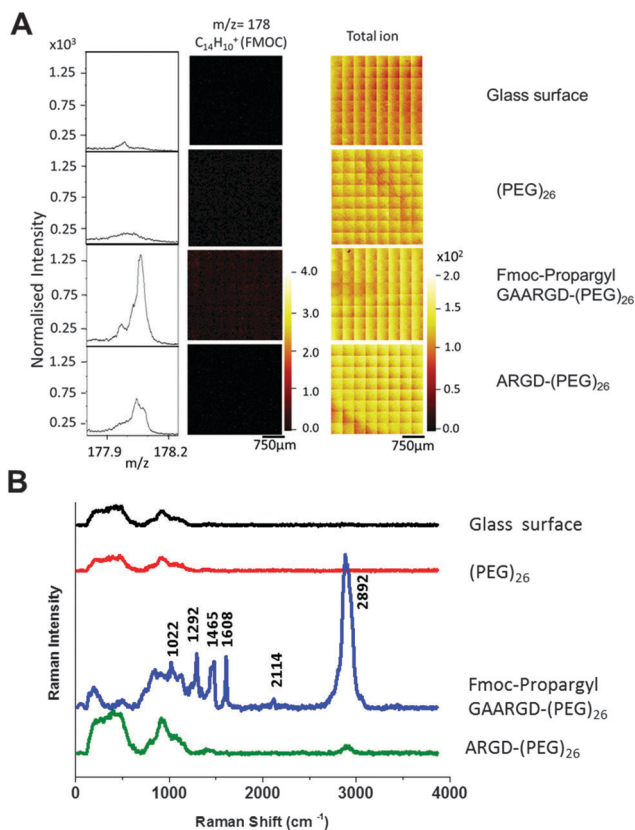 A
m/z= 178
C₁₄H₁₀⁺(FMOC)
Total ion
x10³
1.25
0.75
0.25
Glass surface
1.25
0.75
0.25
(PEG)₂₆
1.25
0.75
0.25
4.0
3.0
2.0
1.0
0.0
x10²
2.0
1.5
1.0
0.5
0.0
Fmoc-Propargyl
GAARGD-(PEG)₂₆
1.25
0.75
0.25
ARGD-(PEG)₂₆
Normalised Intensity
177.9 178.2
m/z
750μm
750μm
B
Glass surface
(PEG)₂₆
1022
1292
1465
1608
2114
2892
Fmoc-Propargyl
GAARGD-(PEG)₂₆
ARGD-(PEG)₂₆
Raman Intensity
0 1000 2000 3000 4000
Raman Shift (cm ⁻¹)